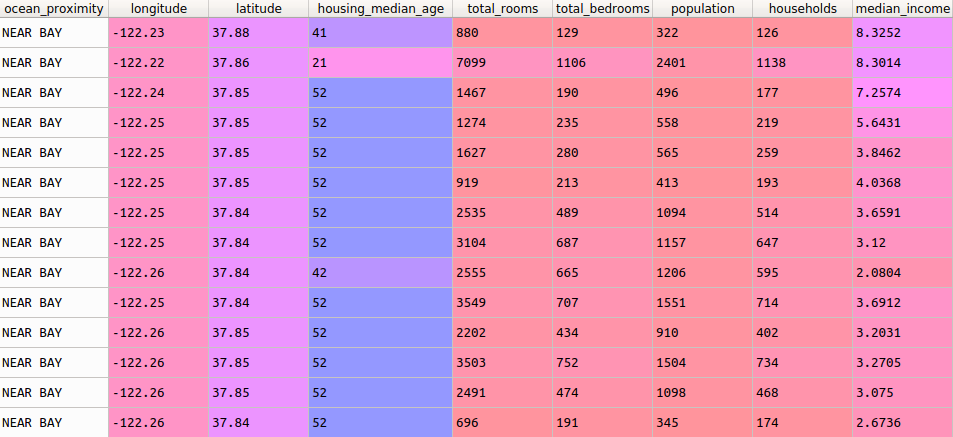 ocean_proximity longitude latitude housing_median_age total_rooms total_bedrooms population households median_income
NEAR BAY -122.23 37.88 41 880 129 322 126 8.3252
NEAR BAY -122.22 37.86 21 7099 1106 2401 1138 8.3014
NEAR BAY -122.24 37.85 52 1467 190 496 177 7.2574
NEAR BAY -122.25 37.85 52 1274 235 558 219 5.6431
NEAR BAY -122.25 37.85 52 1627 280 565 259 3.8462
NEAR BAY -122.25 37.85 52 919 213 413 193 4.0368
NEAR BAY -122.25 37.84 52 2535 489 1094 514 3.6591
NEAR BAY -122.25 37.84 52 3104 687 1157 647 3.12
NEAR BAY -122.26 37.84 42 2555 665 1206 595 2.0804
NEAR BAY -122.25 37.84 52 3549 707 1551 714 3.6912
NEAR BAY -122.26 37.85 52 2202 434 910 402 3.2031
NEAR BAY -122.26 37.85 52 3503 752 1504 734 3.2705
NEAR BAY -122.26 37.85 52 2491 474 1098 468 3.075
NEAR BAY -122.26 37.84 52 696 191 345 174 2.6736